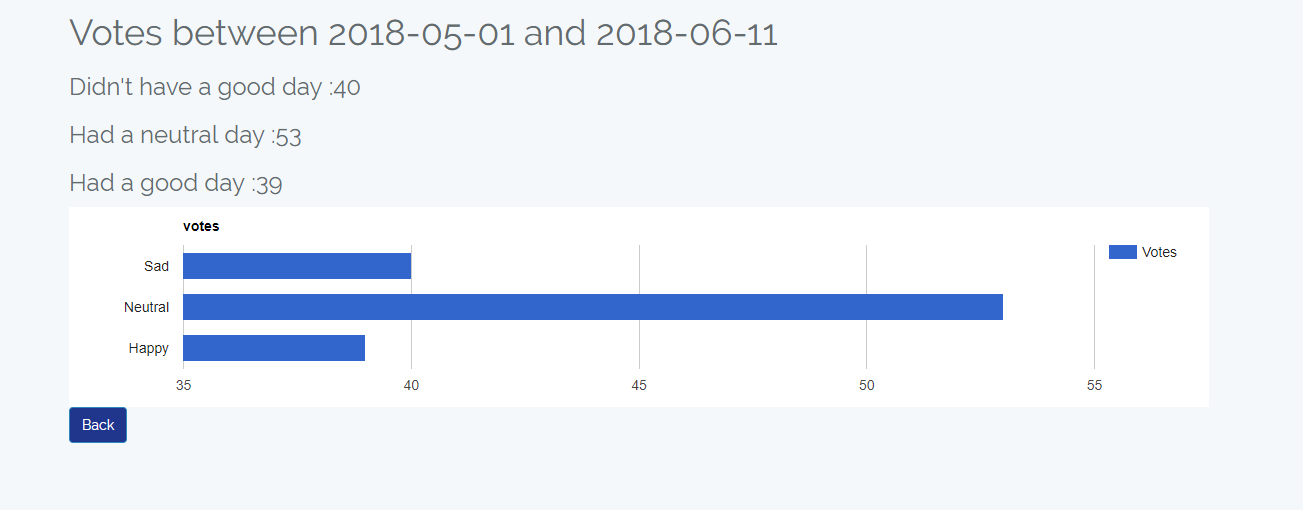 Votes between 2018-05-01 and 2018-06-11
Didn't have a good day :40
Had a neutral day :53
Had a good day :39
votes
Sad
Neutral
Happy
Votes
35 40 45 50 55
Back